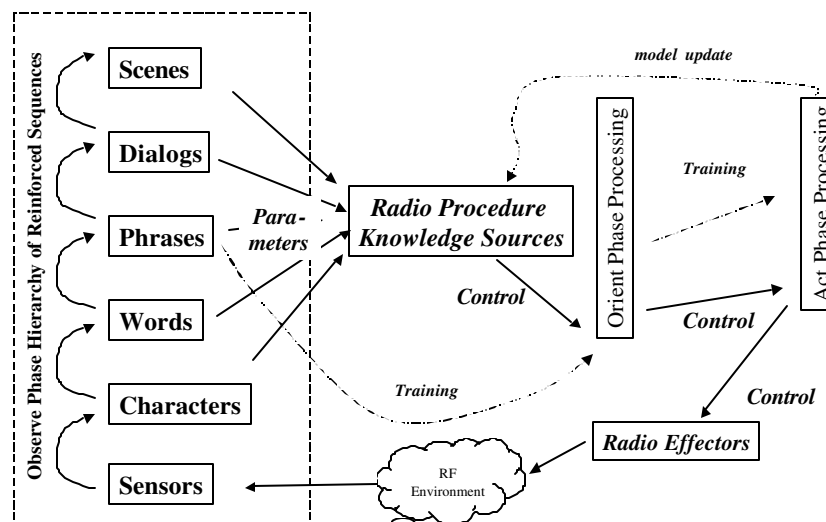 Observe Phase Hierarchy of Reinforced Sequences
Scenes
Dialogs
Phrases
Words
Characters
Sensors
Para-
meters
Radio Procedure
Knowledge Sources
model update
Orient Phase Processing
Training
Act Phase Processing
Control
Control
Control
Training
Radio Effectors
RF
Environment